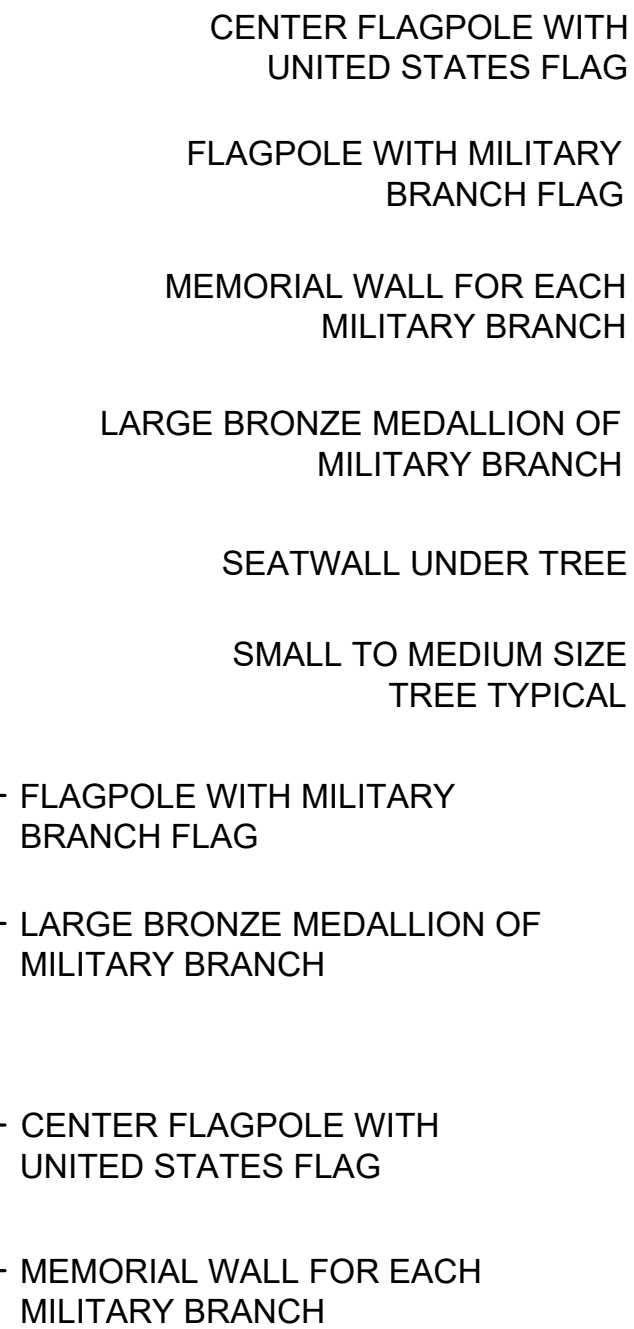 CENTER FLAGPOLE WITH
UNITED STATES FLAG
FLAGPOLE WITH MILITARY
BRANCH FLAG
MEMORIAL WALL FOR EACH
MILITARY BRANCH
LARGE BRONZE MEDALLION OF
MILITARY BRANCH
SEATWALL UNDER TREE
SMALL TO MEDIUM SIZE
TREE TYPICAL
FLAGPOLE WITH MILITARY
BRANCH FLAG
LARGE BRONZE MEDALLION OF
MILITARY BRANCH
CENTER FLAGPOLE WITH
UNITED STATES FLAG
MEMORIAL WALL FOR EACH
MILITARY BRANCH